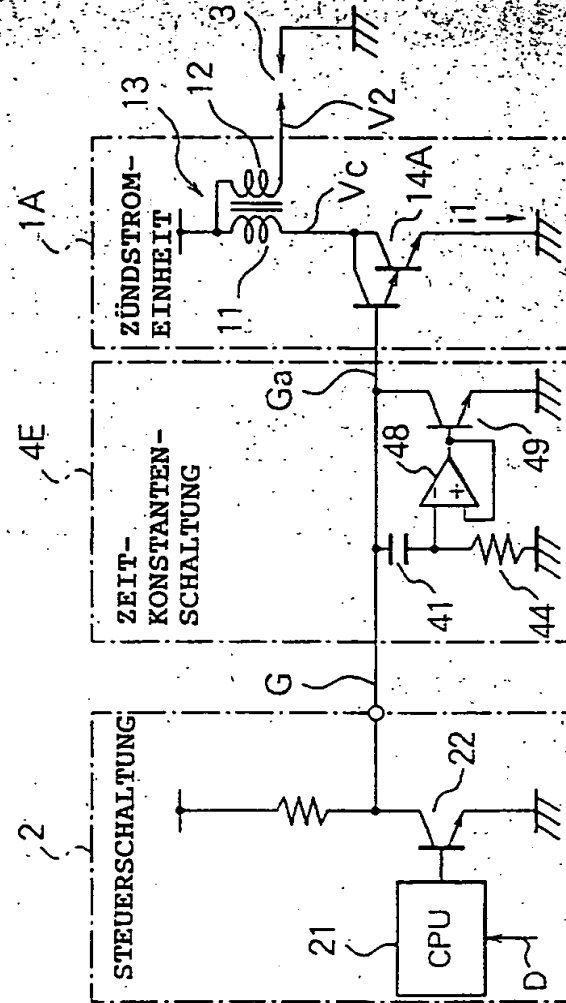 2
4E
1A
STEUERSCHALTUNG
ZEIT-
KONSTANTEN-
SCHALTUNG
ZÜNDSTROM-
EINHEIT
13
12
3
11
V2
Vc
14A
i1
G
Ga
21
CPU
22
D
41
44
48
49